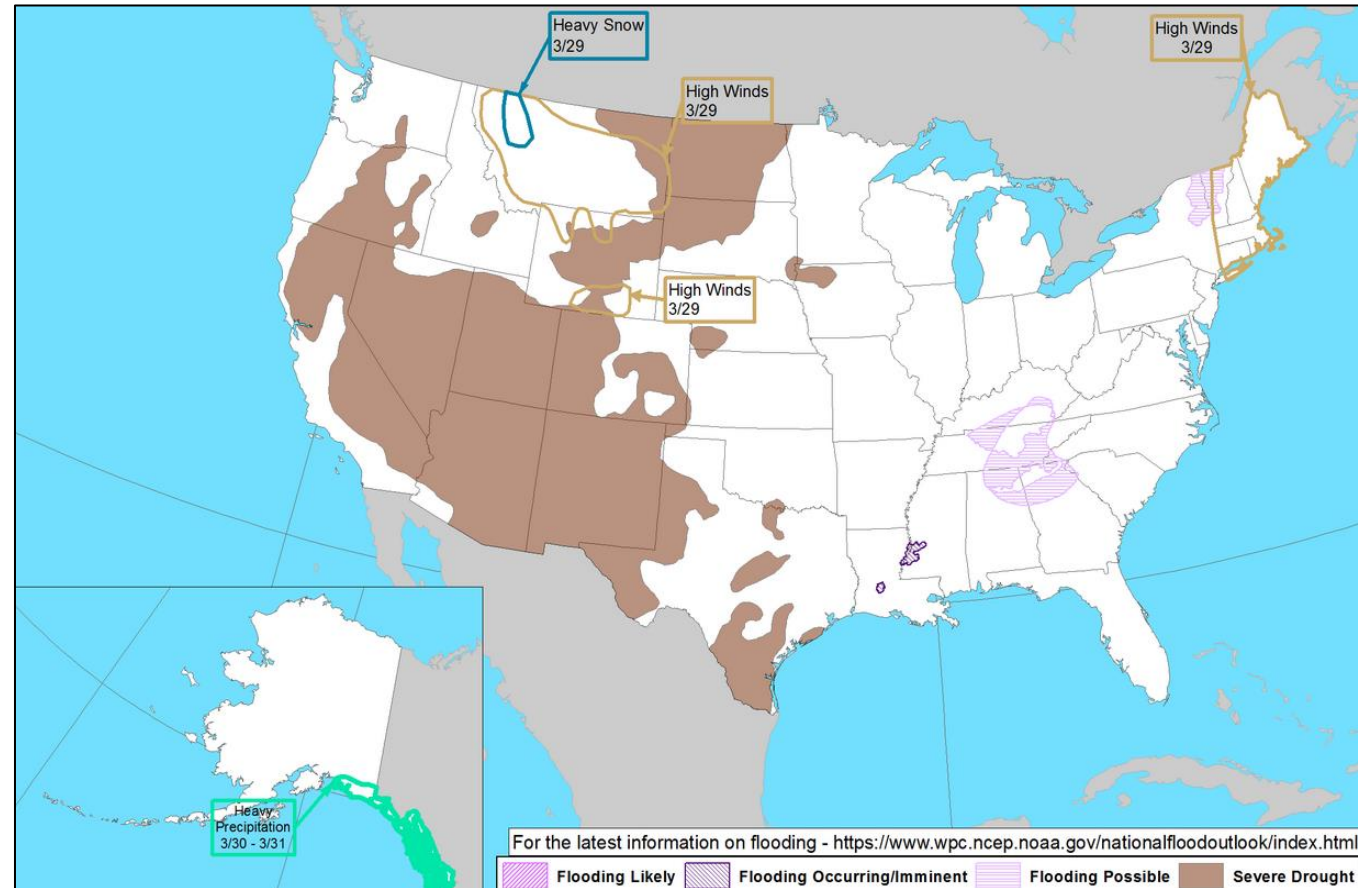 Heavy Snow
3/29
High Winds
3/29
High Winds
3/29
High Winds
3/29
Heavy
Precipitation
3/30 - 3/31
For the latest information on flooding - https://www.wpc.ncep.noaa.gov/nationalfloodoutlook/index.html
Flooding Likely
Flooding Occurring/Imminent
Flooding Possible
Severe Drought